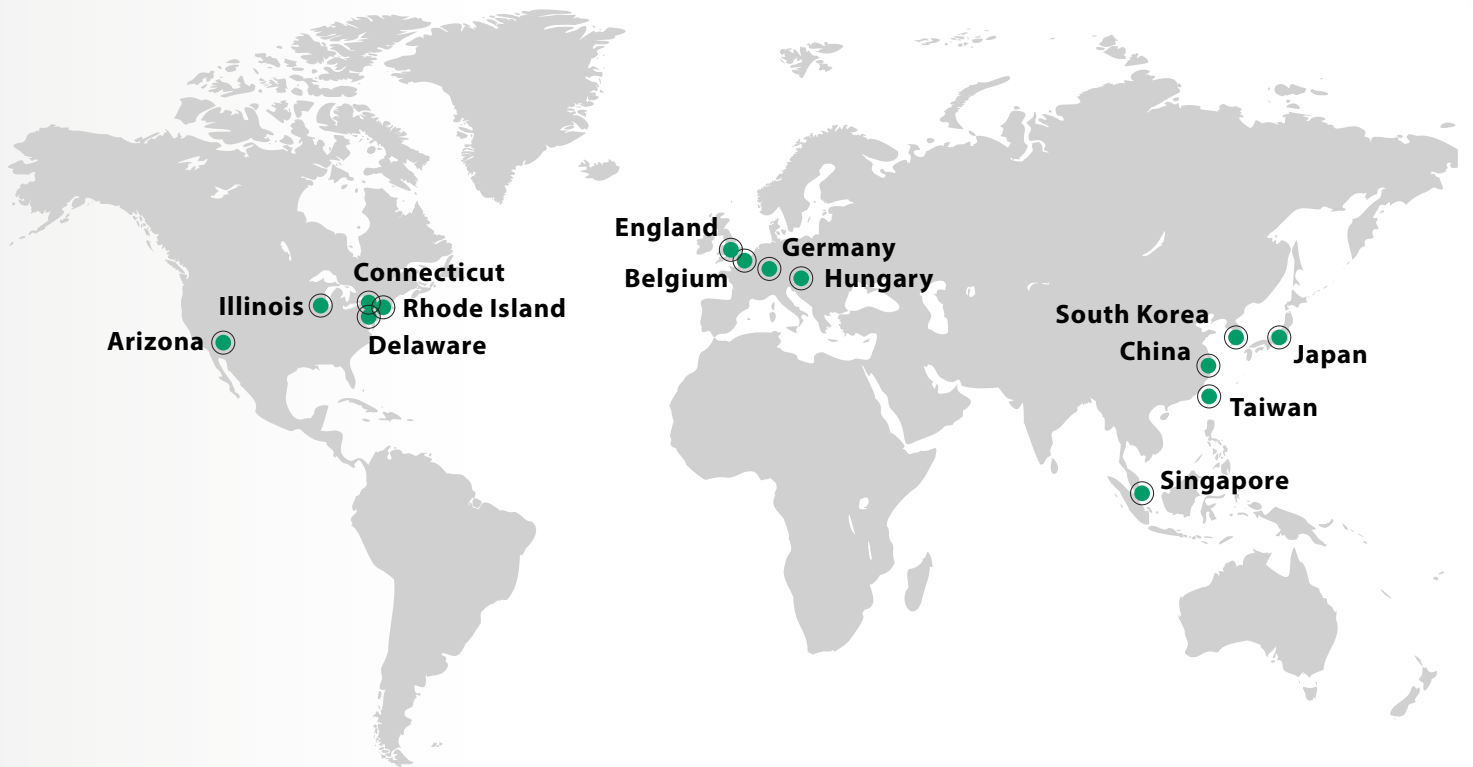 England
Germany
Belgium
Hungary
Connecticut
Illinois
Rhode Island
Arizona
Delaware
South Korea
China
Japan
Taiwan
Singapore